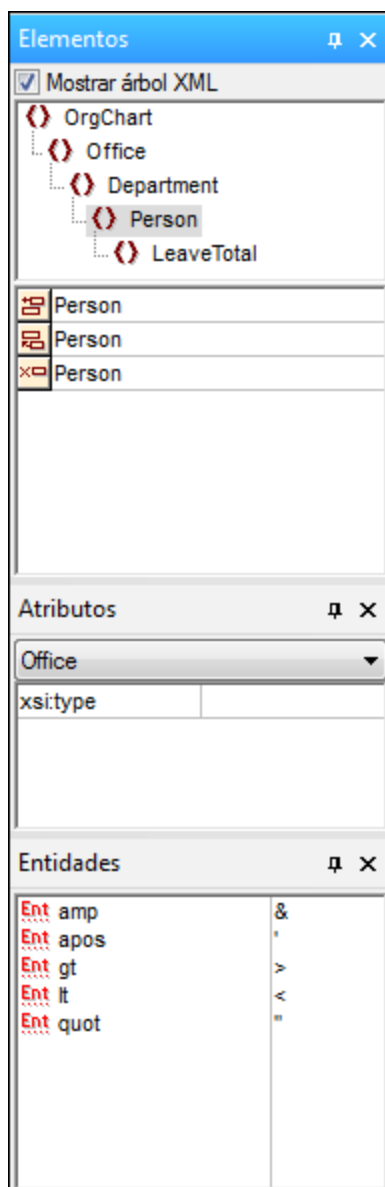 Elementos
Mostrar árbol XML
OrgChart
Office
Department
Person
LeaveTotal
Person
Person
Person
Atributos
Office
xsi:type
Entidades
Ent amp &
Ent apos '
Ent gt >
Ent lt <
Ent quot "